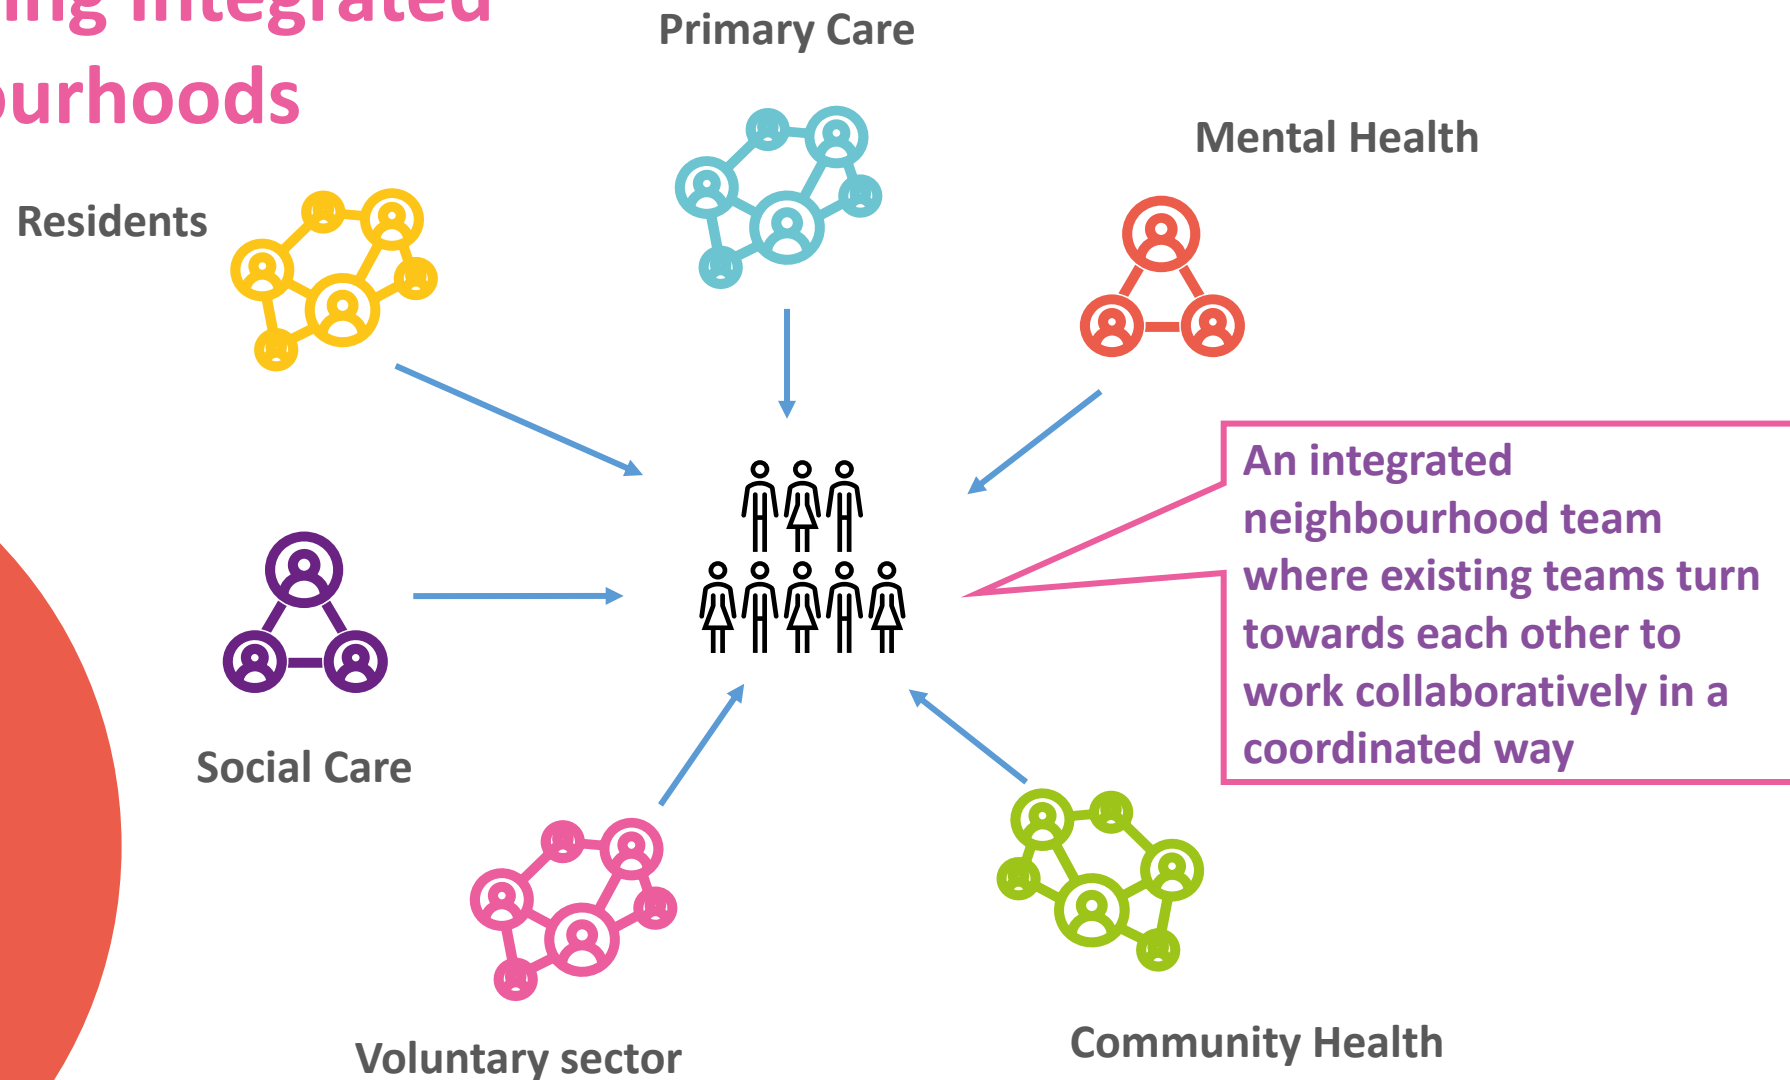 integrated
Primary Care
Mental Health
Residents
An integrated
neighbourhood team
where existing teams turn
towards each other to
work collaboratively in a
coordinated way
Social Care
Voluntary sector
Community Health